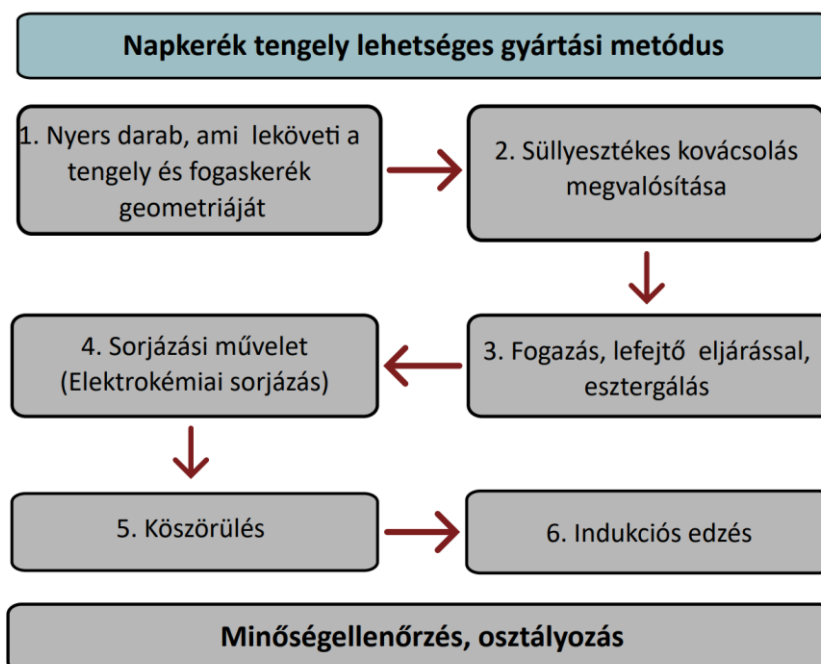 Napkerék tengely lehetséges gyártási metódus
1. Nyers darab, ami leköveti a
tengely és fogaskerék
geometriáját
2. Süllyesztékes kovácsolás
megvalósítása
3. Fogazás, lefejtő eljárással,
esztergálás
4. Sorjázási művelet
(Elektrokémiai sorjázás)
5. Köszörülés
6. Indukciós edzés
Minőségellenőrzés, osztályozás